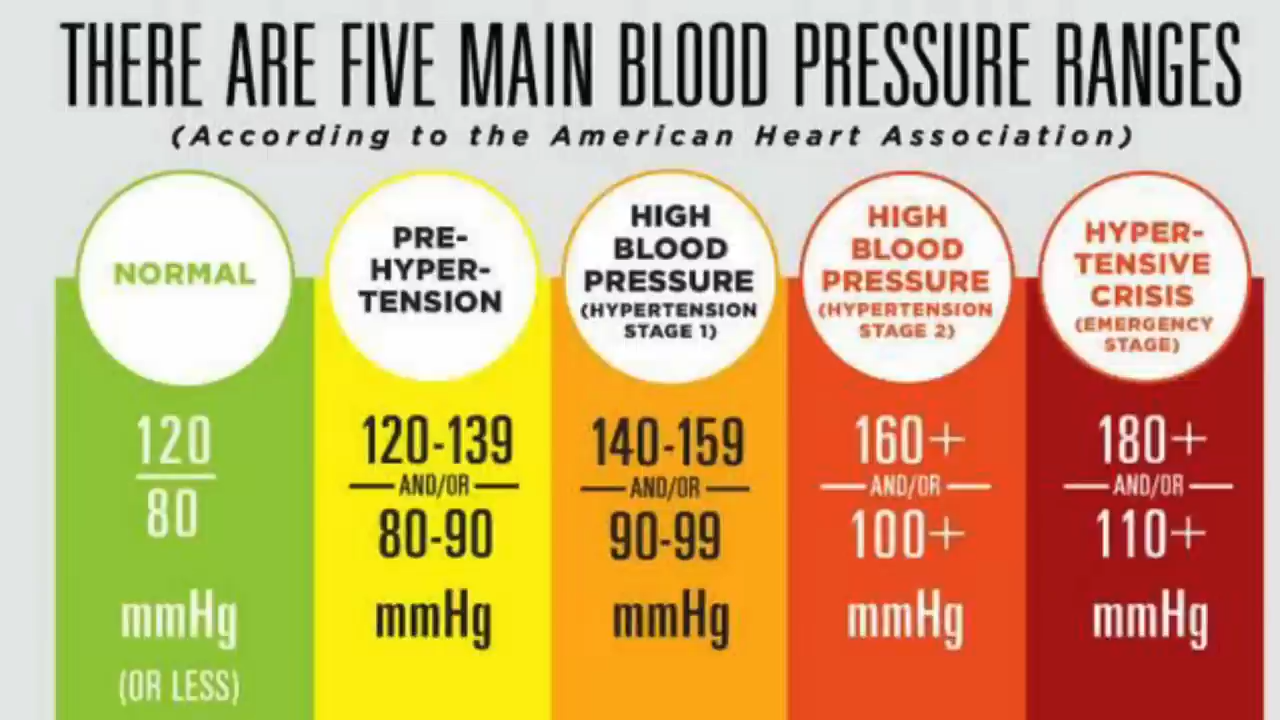 THERE ARE FIVE MAIN BLOOD PRESSURE RANGES
(According to the American Heart Association)
NORMAL
120
80
mmHg
(OR LESS)
PRE-
HYPER-
TENSION
120-139
AND/OR
80-90
mmHg
HIGH
BLOOD
PRESSURE
(HYPERTENSION
STAGE 1)
140-159
AND/OR
90-99
mmHg
HIGH
BLOOD
PRESSURE
(HYPERTENSION
STAGE 2)
160+
AND/OR
100+
mmHg
HYPER-
TENSIVE
CRISIS
(EMERGENCY
STAGE)
180+
AND/OR
110+
mmHg